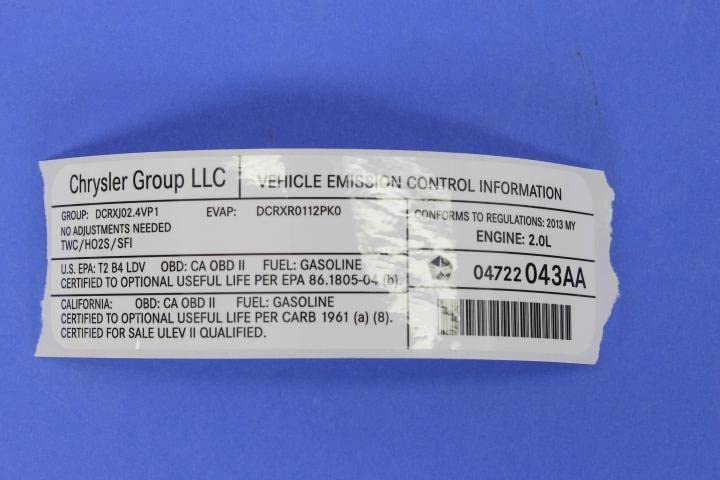 Chrysler Group LLC
VEHICLE EMISSION CONTROL INFORMATION
GROUP: DCRXJ02.4VP1 EVAP: DCRXR0112PK0
NO ADJUSTMENTS NEEDED
TWC/HO2S/SFI
CONFORMS TO REGULATIONS: 2013 MY
ENGINE: 2.0L
U.S. EPA: T2 B4 LDV OBD: CA OBD II FUEL: GASOLINE
CERTIFIED TO OPTIONAL USEFUL LIFE PER EPA 86.1805-04 (b).
04722 043AA
CALIFORNIA: OBD: CA OBD II FUEL: GASOLINE
CERTIFIED TO OPTIONAL USEFUL LIFE PER CARB 1961 (a) (8).
CERTIFIED FOR SALE ULEV II QUALIFIED.